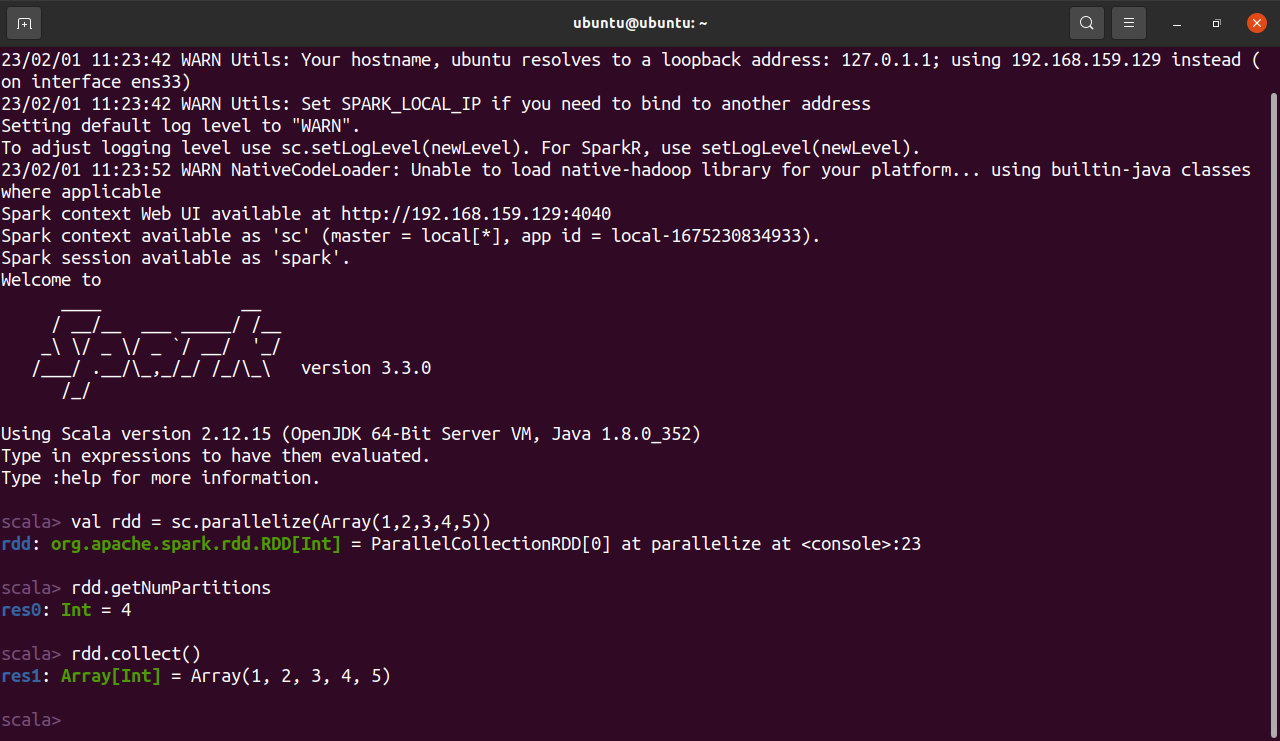 ubuntu@ubuntu: ~
23/02/01 11:23:42 WARN Utils: Your hostname, ubuntu resolves to a loopback address: 127.0.1.1; using 192.168.159.129 instead (
on interface ens33)
23/02/01 11:23:42 WARN Utils: Set SPARK_LOCAL_IP if you need to bind to another address
Setting default log level to "WARN".
To adjust logging level use sc.setLogLevel(newLevel). For SparkR, use setLogLevel(newLevel).
23/02/01 11:23:52 WARN NativeCodeLoader: Unable to load native-hadoop library for your platform... using builtin-java classes
where applicable
Spark context Web UI available at http://192.168.159.129:4040
Spark context available as 'sc' (master = local[*], app id = local-1675230834933).
Spark session available as 'spark'.
Welcome to
      ____              __
     / __/__  ___ _____/ /__
    _\ \/ _ \/ _ `/ __/  '_/
   /___/ .__/\_,_/_/ /_/\_\   version 3.3.0
      /_/
Using Scala version 2.12.15 (OpenJDK 64-Bit Server VM, Java 1.8.0_352)
Type in expressions to have them evaluated.
Type :help for more information.
scala> val rdd = sc.parallelize(Array(1,2,3,4,5))
rdd: org.apache.spark.rdd.RDD[Int] = ParallelCollectionRDD[0] at parallelize at <console>:23
scala> rdd.getNumPartitions
res0: Int = 4
scala> rdd.collect()
res1: Array[Int] = Array(1, 2, 3, 4, 5)
scala>